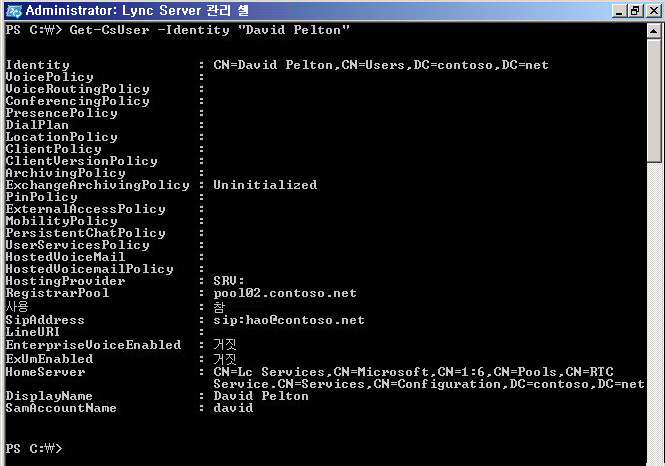 Administrator: Lync Server 관리 셸
PS C:₩> Get-CsUser -Identity "David Pelton"
Identity : CN=David Pelton,CN=Users,DC=contoso,DC=net
VoicePolicy :
VoiceRoutingPolicy :
ConferencingPolicy :
PresencePolicy :
DialPlan :
LocationPolicy :
ClientPolicy :
ClientVersionPolicy :
ArchivingPolicy :
ExchangeArchivingPolicy : Uninitialized
PinPolicy :
ExternalAccessPolicy :
MobilityPolicy :
PersistentChatPolicy :
UserServicesPolicy :
HostedVoiceMail :
HostedVoicemailPolicy :
HostingProvider : SRV:
RegistrarPool : pool02.contoso.net
사용 : 참
SipAddress : sip:hao@contoso.net
LineURI :
EnterpriseVoiceEnabled : 거짓
ExUmEnabled : 거짓
HomeServer : CN=Lc Services,CN=Microsoft,CN=1:6,CN=Pools,CN=RTC
Service.CN=Services,CN=Configuration,DC=contoso,DC=net
DisplayName : David Pelton
SamAccountName : david
PS C:₩>